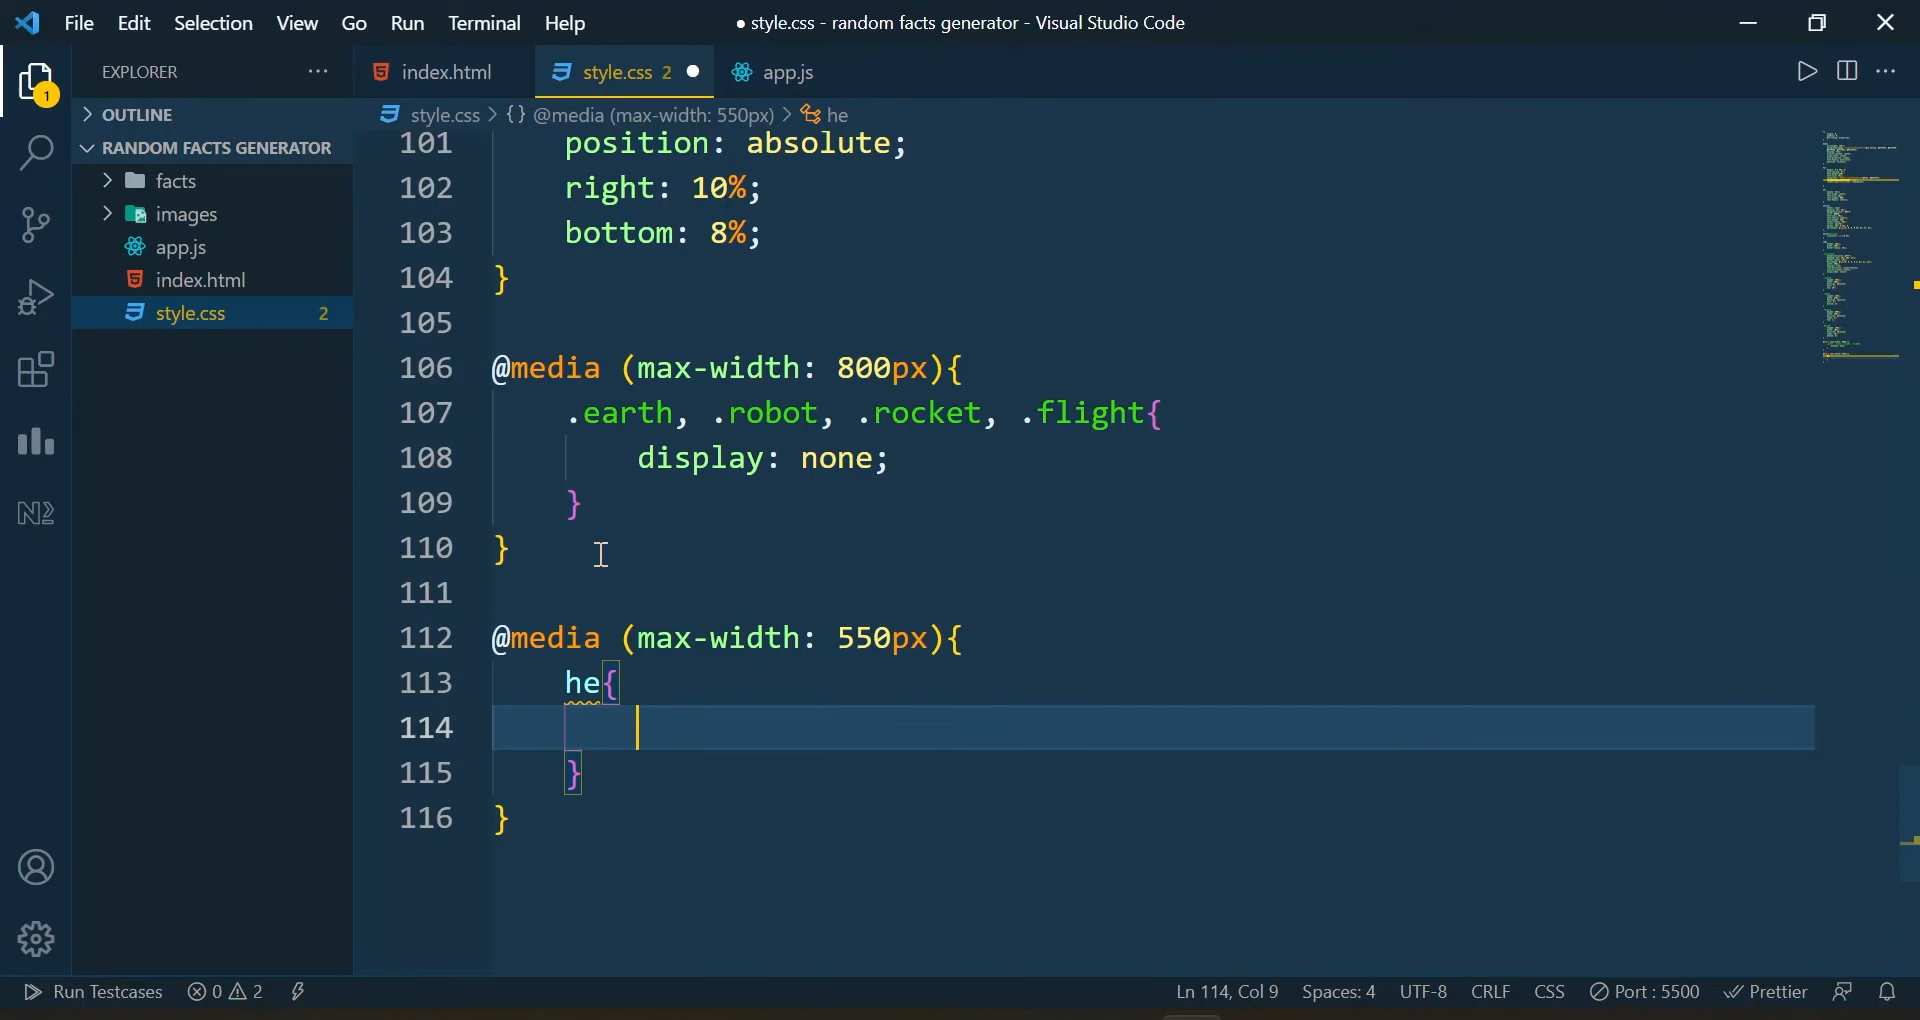 File Edit Selection View Go Run Terminal Help ● style.css - random facts generator - Visual Studio Code
EXPLORER ··· index.html style.css 2 ● app.js ···
OUTLINE
style.css > {} @media (max-width: 550px) > he
RANDOM FACTS GENERATOR
facts
images
app.js
index.html
style.css 2
1
101 position: absolute;
102 right: 10%;
103 bottom: 8%;
104 }
105
106 @media (max-width: 800px){
107 .earth, .robot, .rocket, .flight{
108 display: none;
109 }
110 }
111
112 @media (max-width: 550px){
113 he{
114
115 }
116 }
Run Testcases 0 2 Ln 114, Col 9 Spaces: 4 UTF-8 CRLF CSS Port : 5500 Prettier